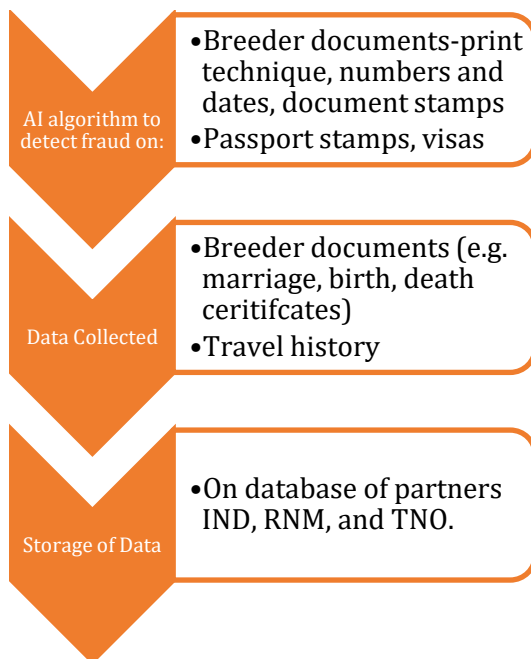 AI algorithm to
detect fraud on:
•Breeder documents-print
technique, numbers and
dates, document stamps
•Passport stamps, visas
Data Collected
•Breeder documents (e.g.
marriage, birth, death
ceritifcates)
•Travel history
Storage of Data
•On database of partners
IND, RNM, and TNO.